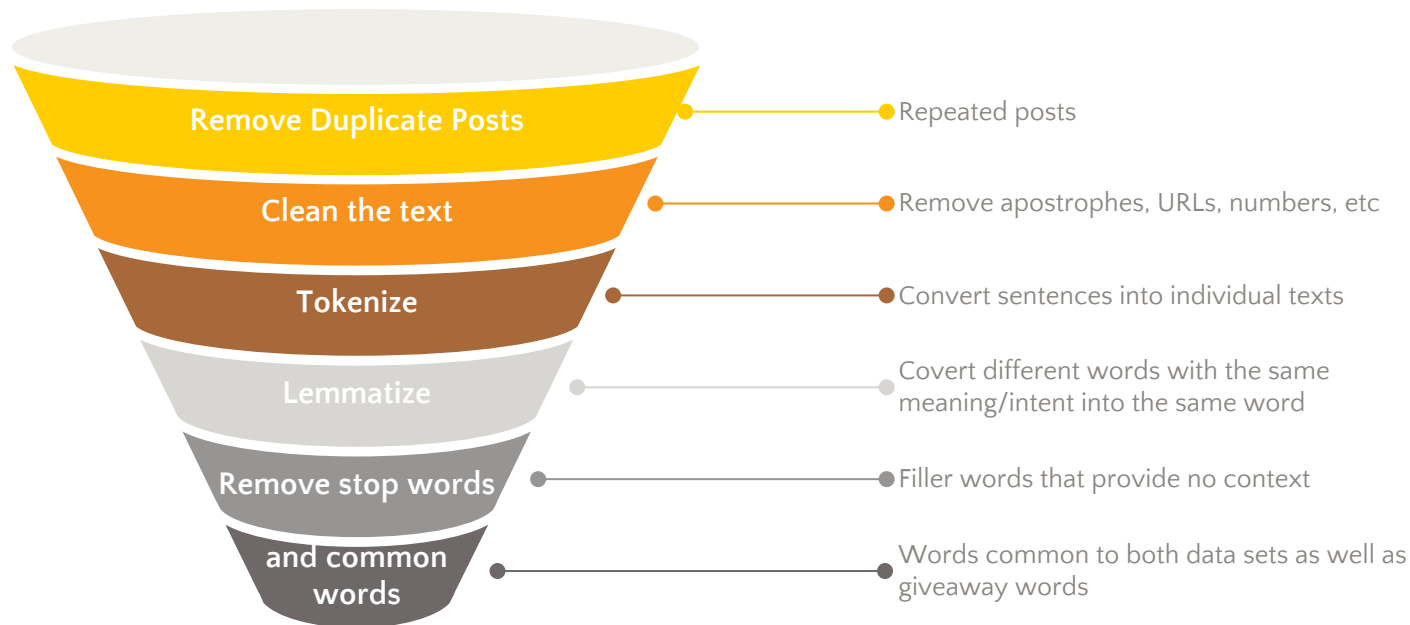 Remove Duplicate Posts
Repeated posts
Clean the text
Remove apostrophes, URLs, numbers, etc
Tokenize
Convert sentences into individual texts
Lemmatize
Covert different words with the same
meaning/intent into the same word
Remove stop words
Filler words that provide no context
and common
words
Words common to both data sets as well as
giveaway words